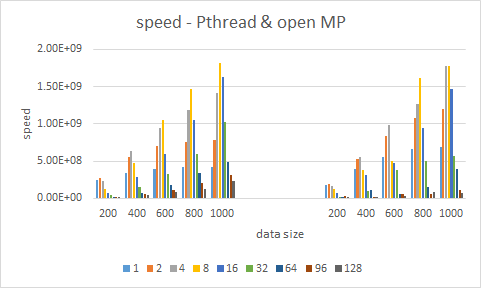 speed - Pthread & open MP
2.00E+09
1.50E+09
1.00E+09
5.00E+08
0.00E+00
speed
200 400 600 800 1000 200 400 600 800 1000
data size
1 2 4 8 16 32 64 96 128